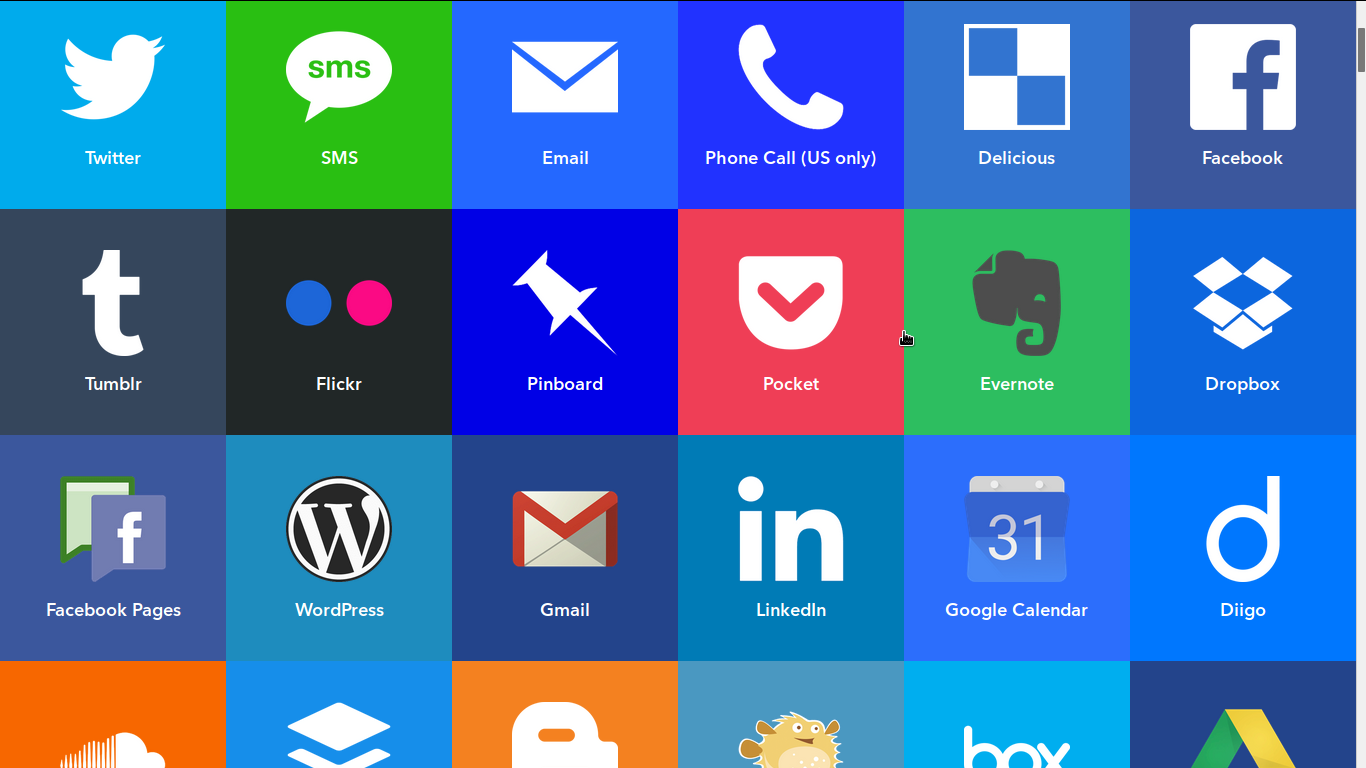 sms
Twitter
SMS
Email
Phone Call (US only)
Delicious
f
Facebook
t
Tumblr
Flickr
Pinboard
Pocket
Evernote
Dropbox
f
Facebook Pages
W
WordPress
Gmail
in
LinkedIn
31
Google Calendar
d
Diigo
box